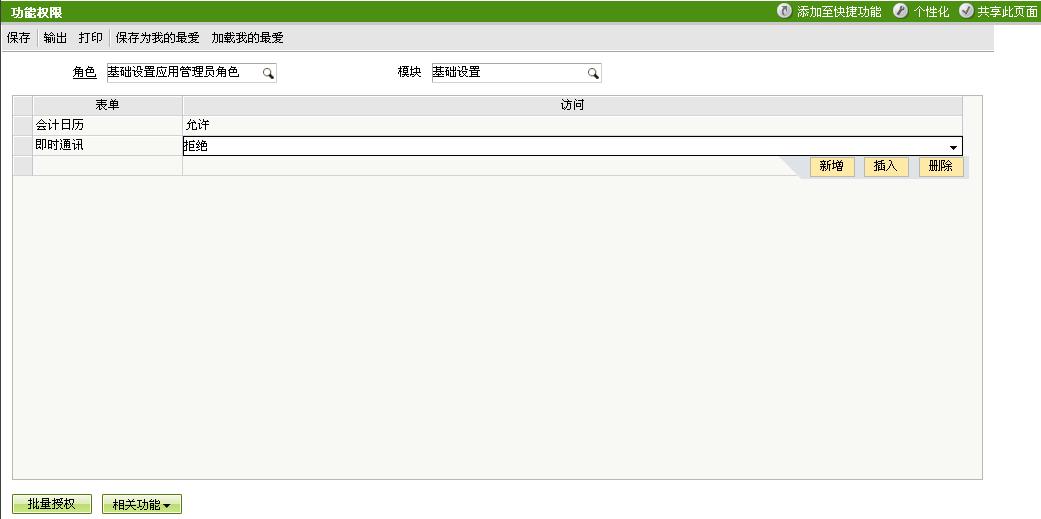 功能权限 添加至快捷功能 个性化 共享此页面
保存 输出 打印 保存为我的最爱 加载我的最爱
角色 基础设置应用管理员角色 模块 基础设置
表单 访问
会计日历 允许
即时通讯 拒绝
新增 插入 删除
批量授权 相关功能